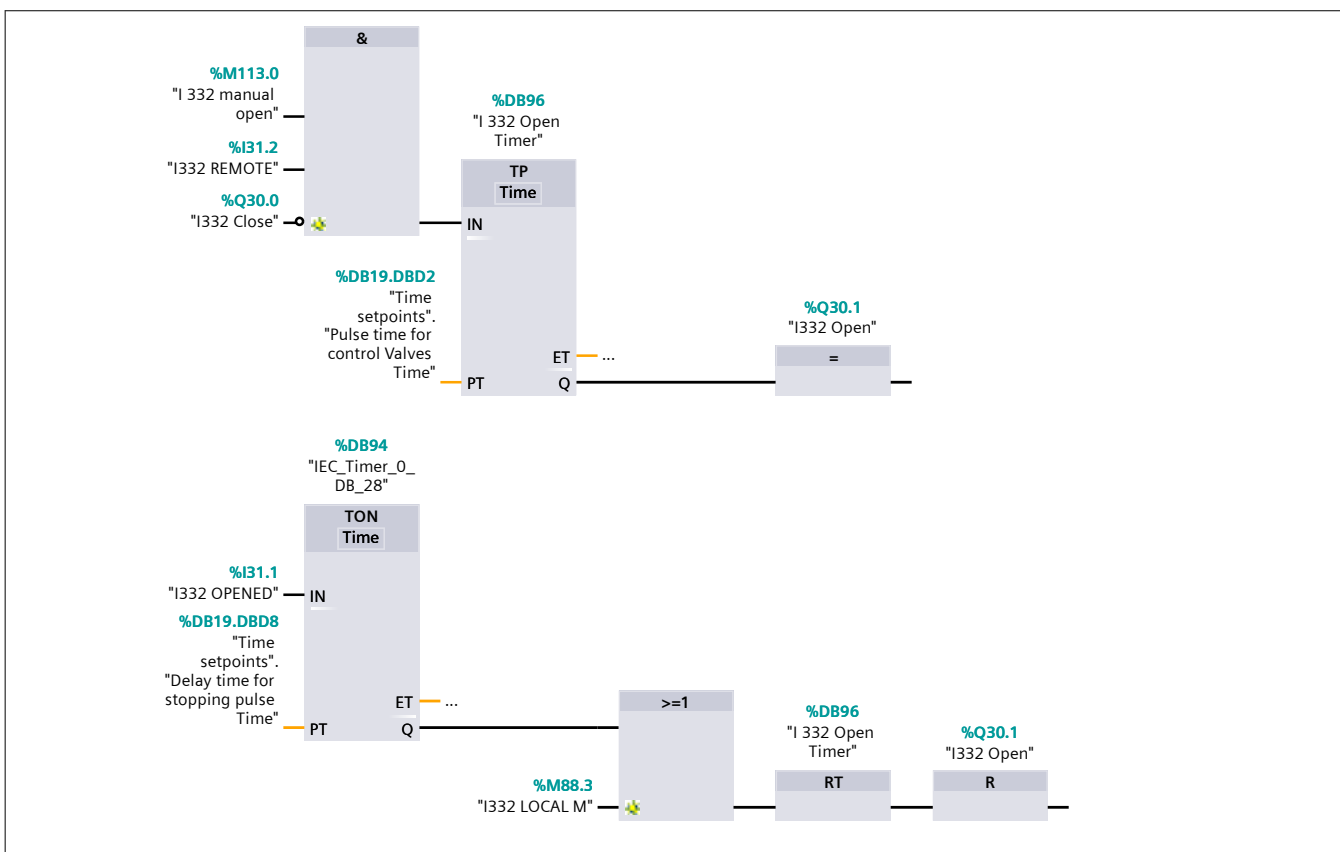 &
%M113.0
"I 332 manual
open"
%I31.2
"I332 REMOTE"
%Q30.0
"I332 Close"
%DB96
"I 332 Open
Timer"
TP
Time
IN
%DB19.DBD2
"Time
setpoints".
"Pulse time for
control Valves
Time"
PT
ET
...
Q
%Q30.1
"I332 Open"
=
%DB94
"IEC_Timer_0_
DB_28"
TON
Time
%I31.1
"I332 OPENED"
IN
%DB19.DBD8
"Time
setpoints".
"Delay time for
stopping pulse
Time"
PT
ET
...
Q
>=1
%M88.3
"I332 LOCAL M"
%DB96
"I 332 Open
Timer"
RT
%Q30.1
"I332 Open"
R